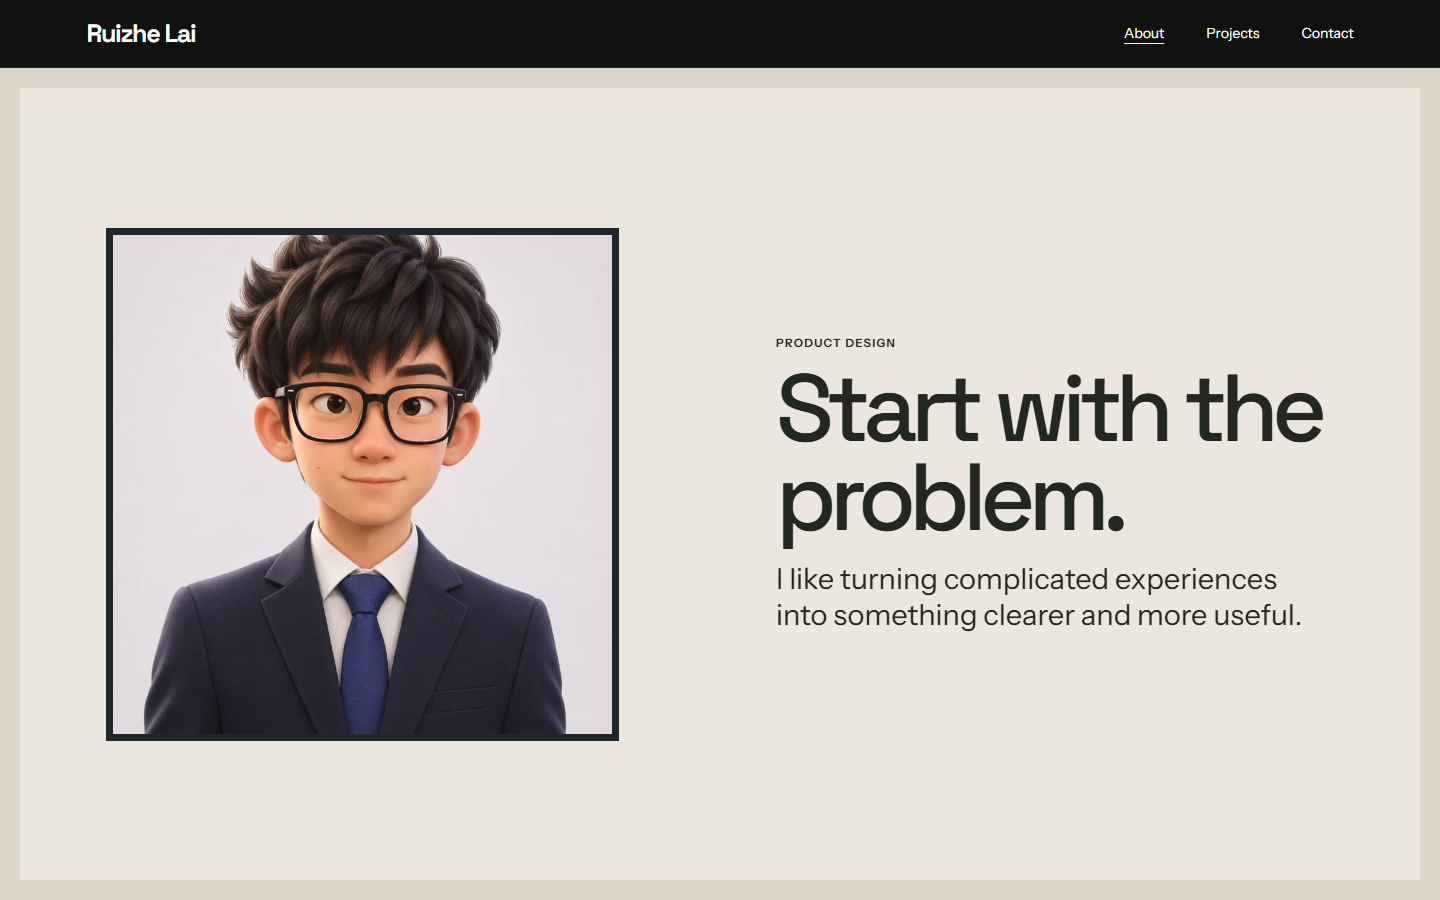 Ruizhe Lai
About
Projects
Contact
PRODUCT DESIGN
Start with the
problem.
I like turning complicated experiences
into something clearer and more useful.